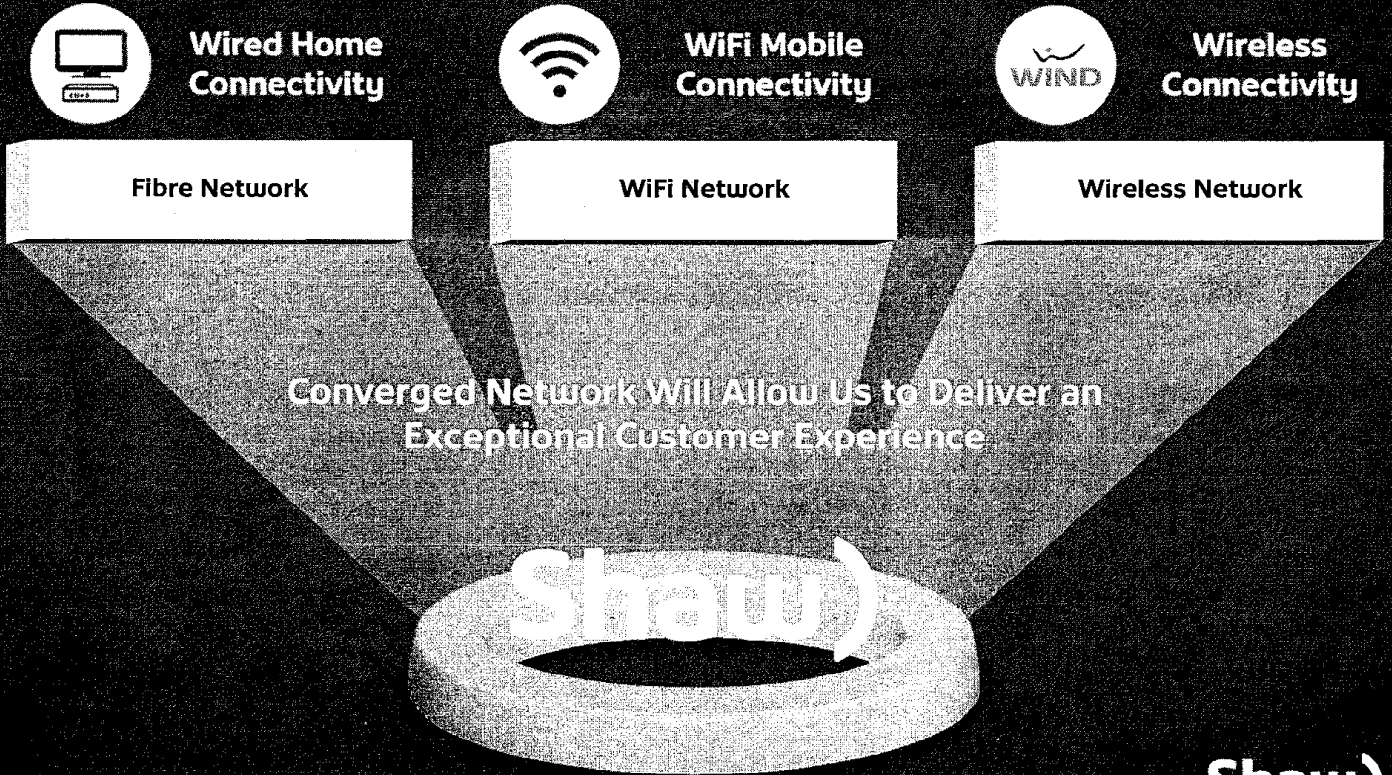 Wired Home
Connectivity
WiFi Mobile
Connectivity
WIND
Wireless
Connectivity
Fibre Network
WiFi Network
Wireless Network
Converged Network Will Allow Us to Deliver an
Exceptional Customer Experience
Shaw)
Shaw)